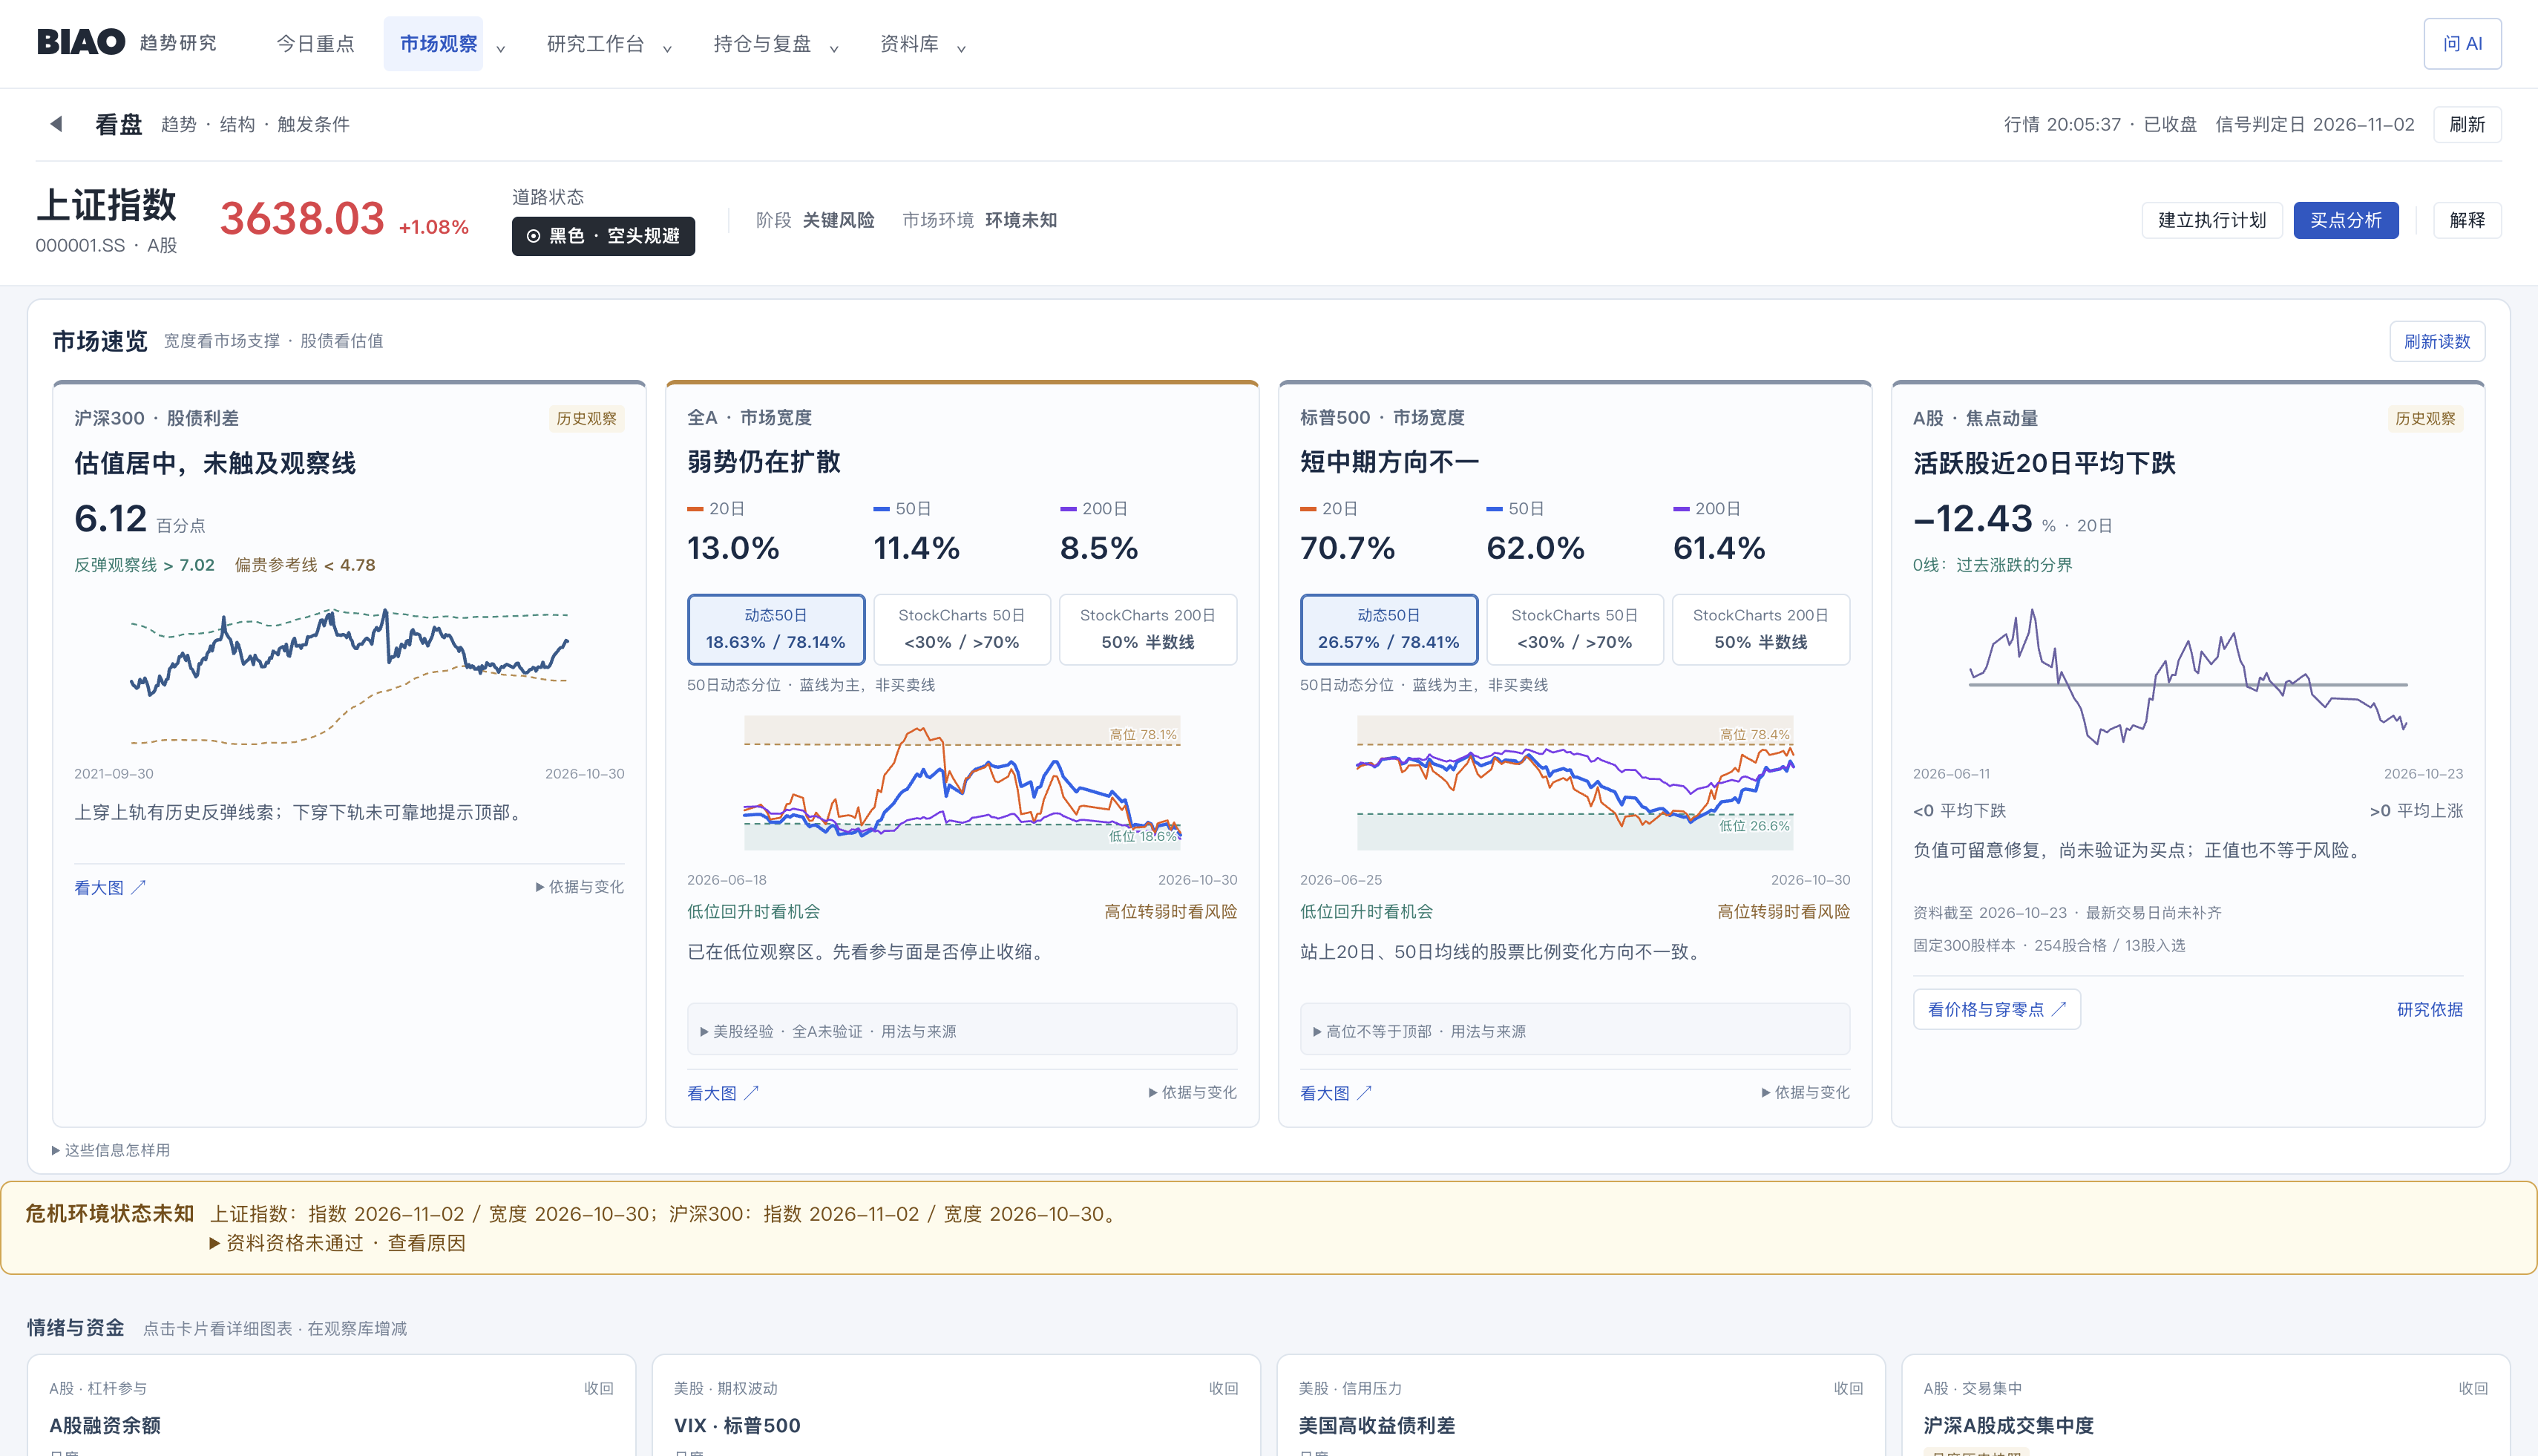 BIAO 趋势研究 今日重点 市场观察 研究工作台 持仓与复盘 资料库 问 AI
看盘 趋势 · 结构 · 触发条件 行情 20:05:37 · 已收盘 信号判定日 2026-11-02 刷新
上证指数 3638.03 +1.08%
000001.SS · A股
道路状态
黑色 · 空头规避
阶段 关键风险 市场环境 环境未知
建立执行计划 买点分析 解释
市场速览 宽度看市场支撑 · 股债看估值 刷新读数
沪深300 · 股债利差 历史观察
估值居中，未触及观察线
6.12 百分点
反弹观察线 > 7.02 偏贵参考线 < 4.78
2021-09-30 2026-10-30
上穿上轨有历史反弹线索；下穿下轨未可靠地提示顶部。
看大图 ↗ ▶ 依据与变化
全A · 市场宽度
弱势仍在扩散
20日 50日 200日
13.0% 11.4% 8.5%
动态50日 StockCharts 50日 StockCharts 200日
18.63% / 78.14% <30% / >70% 50% 半数线
50日动态分位 · 蓝线为主，非买卖线
高位 78.1%
低位 18.6%
2026-06-18 2026-10-30
低位回升时看机会 高位转弱时看风险
已在低位观察区。先看参与面是否停止收缩。
▶ 美股经验 · 全A未验证 · 用法与来源
看大图 ↗ ▶ 依据与变化
标普500 · 市场宽度
短中期方向不一
20日 50日 200日
70.7% 62.0% 61.4%
动态50日 StockCharts 50日 StockCharts 200日
26.57% / 78.41% <30% / >70% 50% 半数线
50日动态分位 · 蓝线为主，非买卖线
高位 78.4%
低位 26.6%
2026-06-25 2026-10-30
低位回升时看机会 高位转弱时看风险
站上20日、50日均线的股票比例变化方向不一致。
▶ 高位不等于顶部 · 用法与来源
看大图 ↗ ▶ 依据与变化
A股 · 焦点动量 历史观察
活跃股近20日平均下跌
-12.43 % · 20日
0线：过去涨跌的分界
2026-06-11 2026-10-23
<0 平均下跌 >0 平均上涨
负值可留意修复，尚未验证为买点；正值也不等于风险。
资料截至 2026-10-23 · 最新交易日尚未补齐
固定300股样本 · 254股合格 / 13股入选
看价格与穿零点 ↗ 研究依据
▶ 这些信息怎样用
危机环境状态未知 上证指数：指数 2026-11-02 / 宽度 2026-10-30；沪深300：指数 2026-11-02 / 宽度 2026-10-30。
▶ 资料资格未通过 · 查看原因
情绪与资金 点击卡片看详细图表 · 在观察库增减
A股 · 杠杆参与 收回
A股融资余额
美股 · 期权波动 收回
VIX · 标普500
美股 · 信用压力 收回
美国高收益债利差
A股 · 交易集中 收回
沪深A股成交集中度